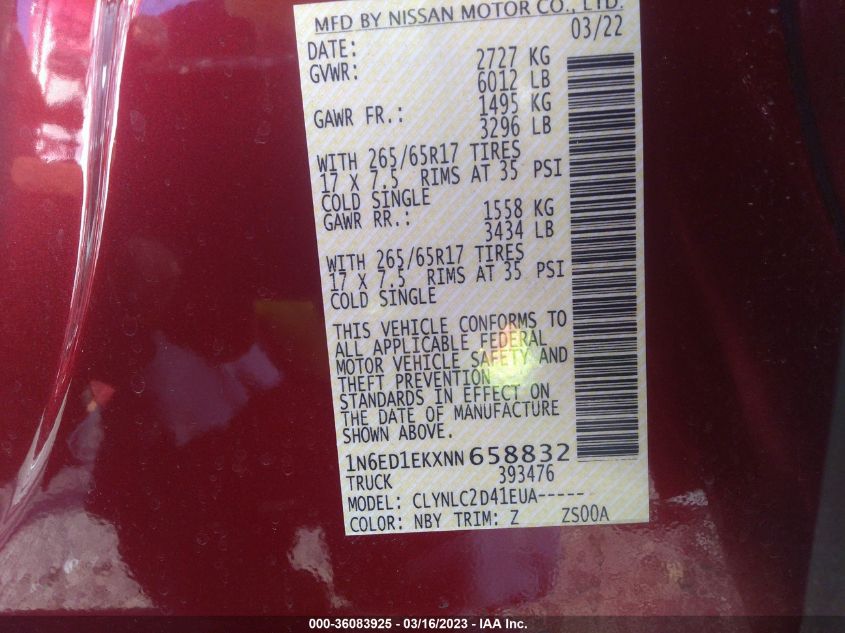 MFD BY NISSAN MOTOR CO., LTD.
DATE: 03/22
GVWR: 2727 KG
6012 LB
GAWR FR.: 1495 KG
3296 LB
WITH 265/65R17 TIRES
17 X 7.5 RIMS AT 35 PSI
COLD SINGLE
GAWR RR.: 1558 KG
3434 LB
WITH 265/65R17 TIRES
17 X 7.5 RIMS AT 35 PSI
COLD SINGLE
THIS VEHICLE CONFORMS TO
ALL APPLICABLE FEDERAL
MOTOR VEHICLE SAFETY AND
THEFT PREVENTION
STANDARDS IN EFFECT ON
THE DATE OF MANUFACTURE
SHOWN ABOVE.
1N6ED1EKXNN658832
TRUCK 393476
MODEL: CLYNLC2D41EUA-----
COLOR: NBY TRIM: Z ZS00A
000-36083925 - 03/16/2023 - IAA Inc.